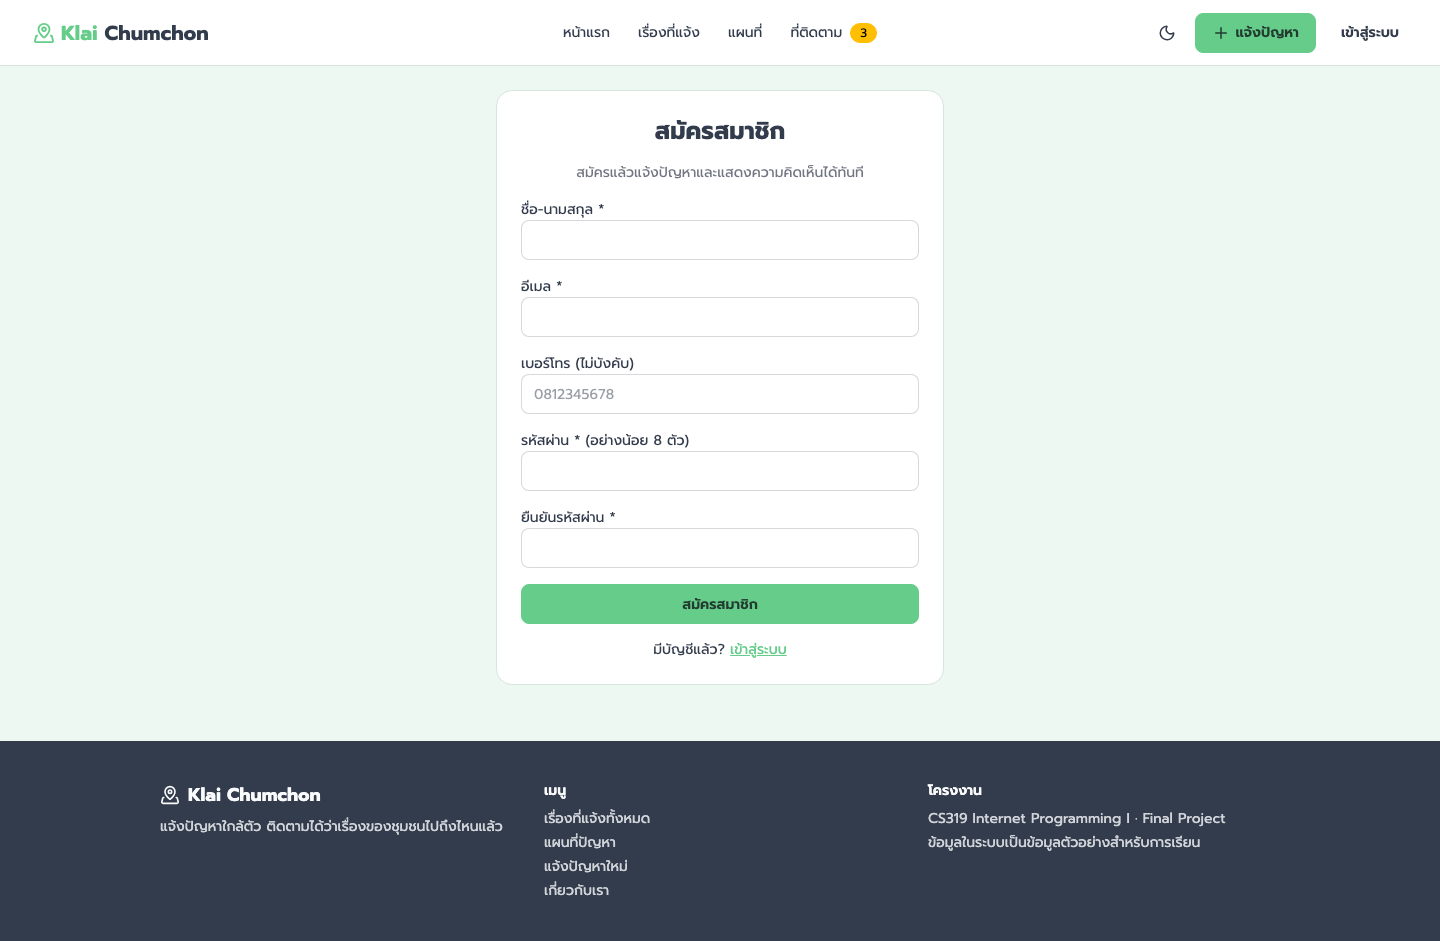 Klai Chumchon
หน้าแรก เรื่องที่แจ้ง แผนที่ ที่ติดตาม 3
แจ้งปัญหา เข้าสู่ระบบ
สมัครสมาชิก
สมัครแล้วแจ้งปัญหาและแสดงความคิดเห็นได้ทันที
ชื่อ-นามสกุล *
อีเมล *
เบอร์โทร (ไม่บังคับ)
0812345678
รหัสผ่าน * (อย่างน้อย 8 ตัว)
ยืนยันรหัสผ่าน *
สมัครสมาชิก
มีบัญชีแล้ว? เข้าสู่ระบบ
Klai Chumchon
แจ้งปัญหาใกล้ตัว ติดตามได้ว่าเรื่องของชุมชนไปถึงไหนแล้ว
เมนู
เรื่องที่แจ้งทั้งหมด
แผนที่ปัญหา
แจ้งปัญหาใหม่
เกี่ยวกับเรา
โครงงาน
CS319 Internet Programming I · Final Project
ข้อมูลในระบบเป็นข้อมูลตัวอย่างสำหรับการเรียน